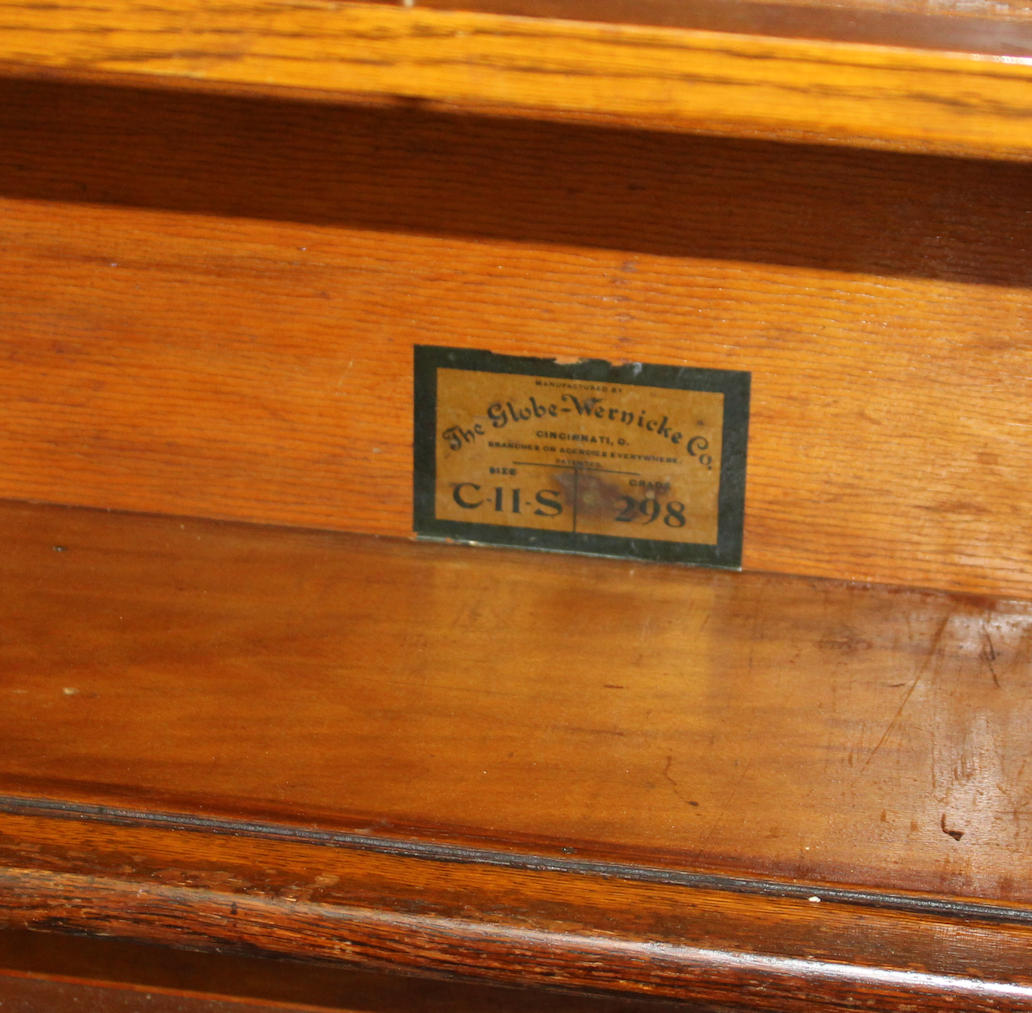 MANUFACTURED BY
The Globe-Wernicke Co.
CINCINNATI, O.
BRANCHES OR AGENCIES EVERYWHERE.
PATENTED
SIZE GRADE
C-11-S 298